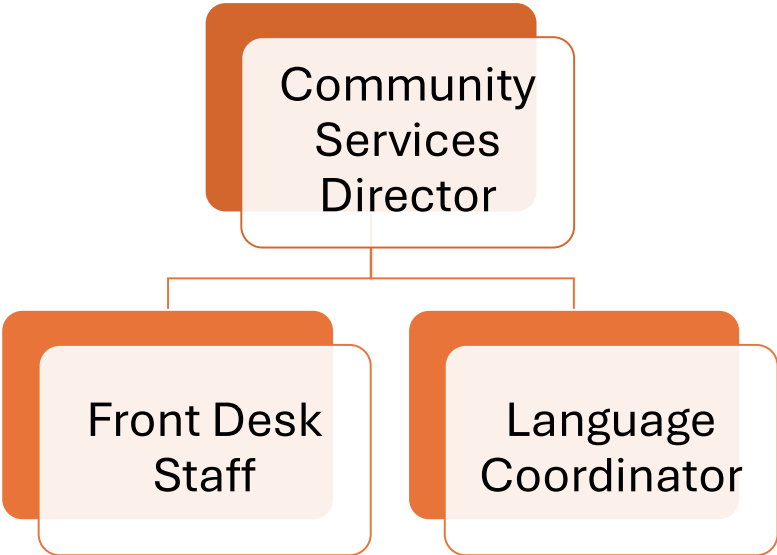 Community
Services
Director
Front Desk
Staff
Language
Coordinator